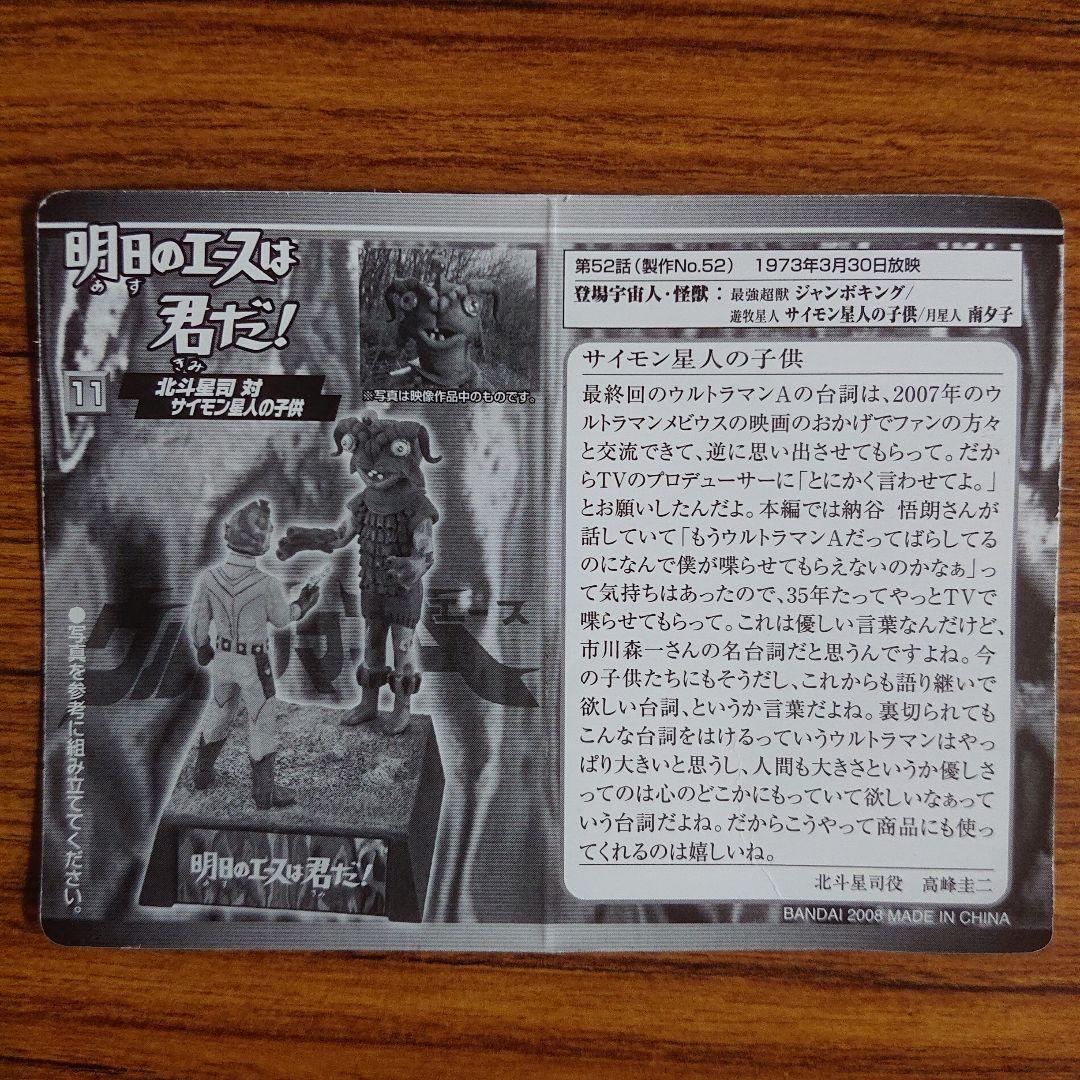 明日のエースは
あす
君だ!
きみ
11
北斗星司 対
サイモン星人の子供
※写真は映像作品中のものです。
エース
●写真を参考に組み立ててください。
明日のエースは君だ!
あす きみ
第52話(製作No.52) 1973年3月30日放映
登場宇宙人・怪獣：最強超獣 ジャンボキング/
遊牧星人 サイモン星人の子供/月星人 南夕子
サイモン星人の子供
最終回のウルトラマンAの台詞は、2007年のウ
ルトラマンメビウスの映画のおかげでファンの方々
と交流できて、逆に思い出させてもらって。だか
らTVのプロデューサーに「とにかく言わせてよ。」
とお願いしたんだよ。本編では納谷 悟朗さんが
話していて「もうウルトラマンAだってばらしてる
のになんで僕が喋らせてもらえないのかなぁ」っ
て気持ちはあったので、35年たってやっとTVで
喋らせてもらって。これは優しい言葉なんだけど、
市川森一さんの名台詞だと思うんですよね。今
の子供たちにもそうだし、これからも語り継いで
欲しい台詞、というか言葉だよね。裏切られても
こんな台詞をはけるっていうウルトラマンはやっ
ぱり大きいと思うし、人間も大きさというか優しさ
ってのは心のどこかにもっていて欲しいなぁって
いう台詞だよね。だからこうやって商品にも使っ
てくれるのは嬉しいね。
北斗星司役 高峰圭二
BANDAI 2008 MADE IN CHINA